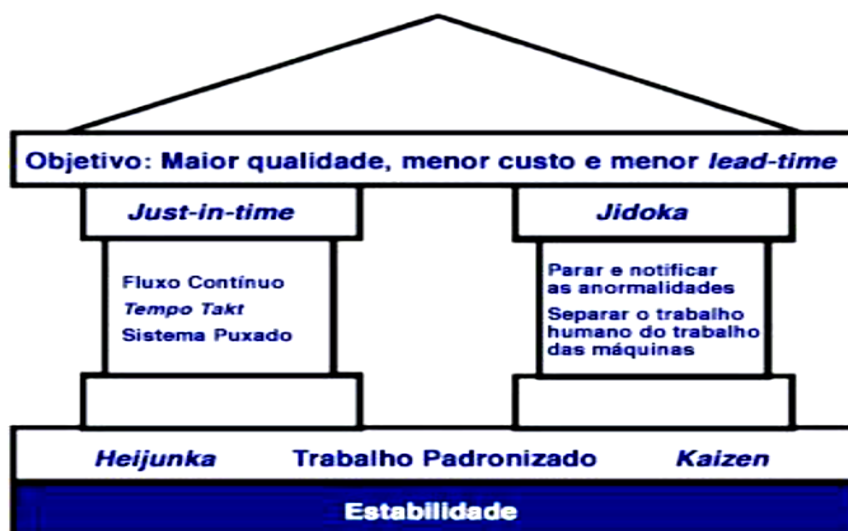 Objetivo: Maior qualidade, menor custo e menor lead-time
Just-in-time
Fluxo Contínuo
Tempo Takt
Sistema Puxado
Jidoka
Parar e notificar
as anormalidades
Separar o trabalho
humano do trabalho
das máquinas
Heijunka Trabalho Padronizado Kaizen
Estabilidade